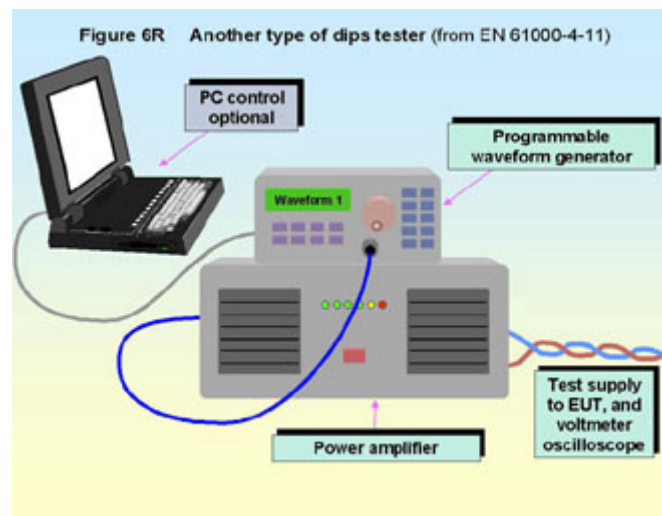 Figure 6R Another type of dips tester (from EN 61000-4-11)
PC control
optional
Programmable
waveform generator
Waveform 1
Test supply
to EUT, and
voltmeter
oscilloscope
Power amplifier